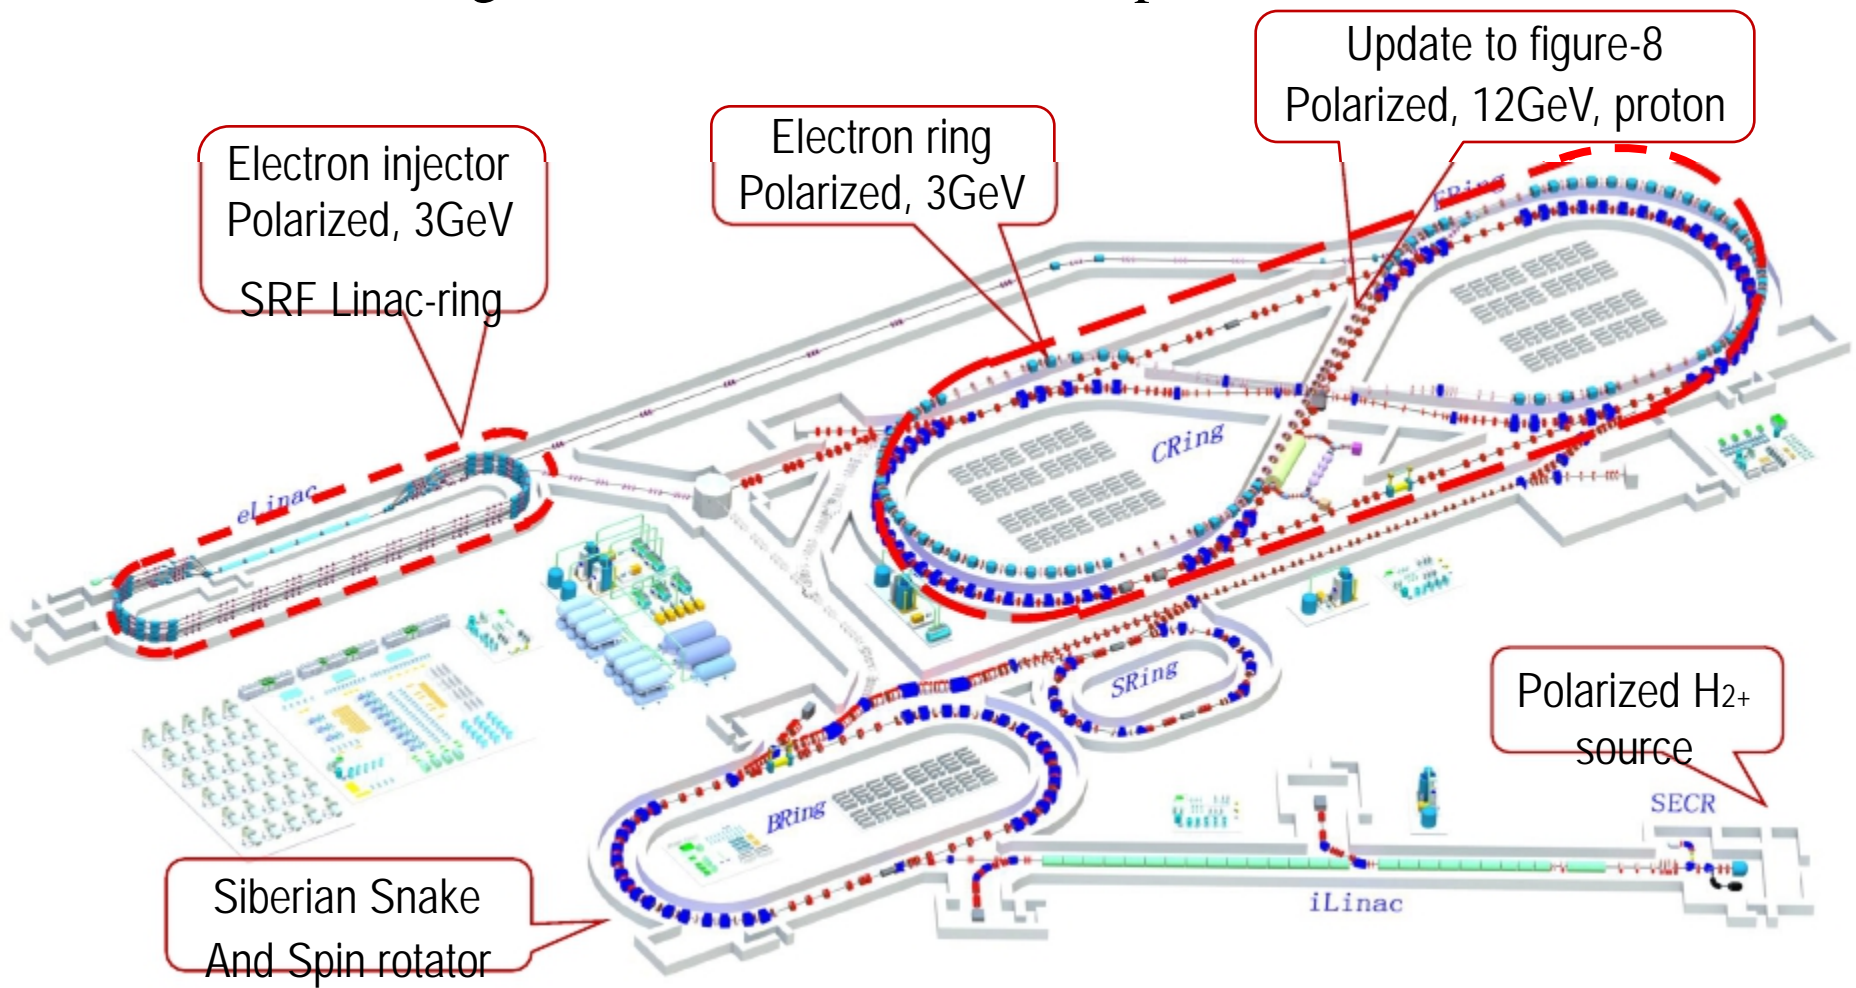 Update to figure-8
Polarized, 12GeV, proton
Electron ring
Polarized, 3GeV
Electron injector
Polarized, 3GeV
SRF Linac-ring
CRing
eLinac
SRing
Polarized H2+
source
SECR
BRing
iLinac
Siberian Snake
And Spin rotator